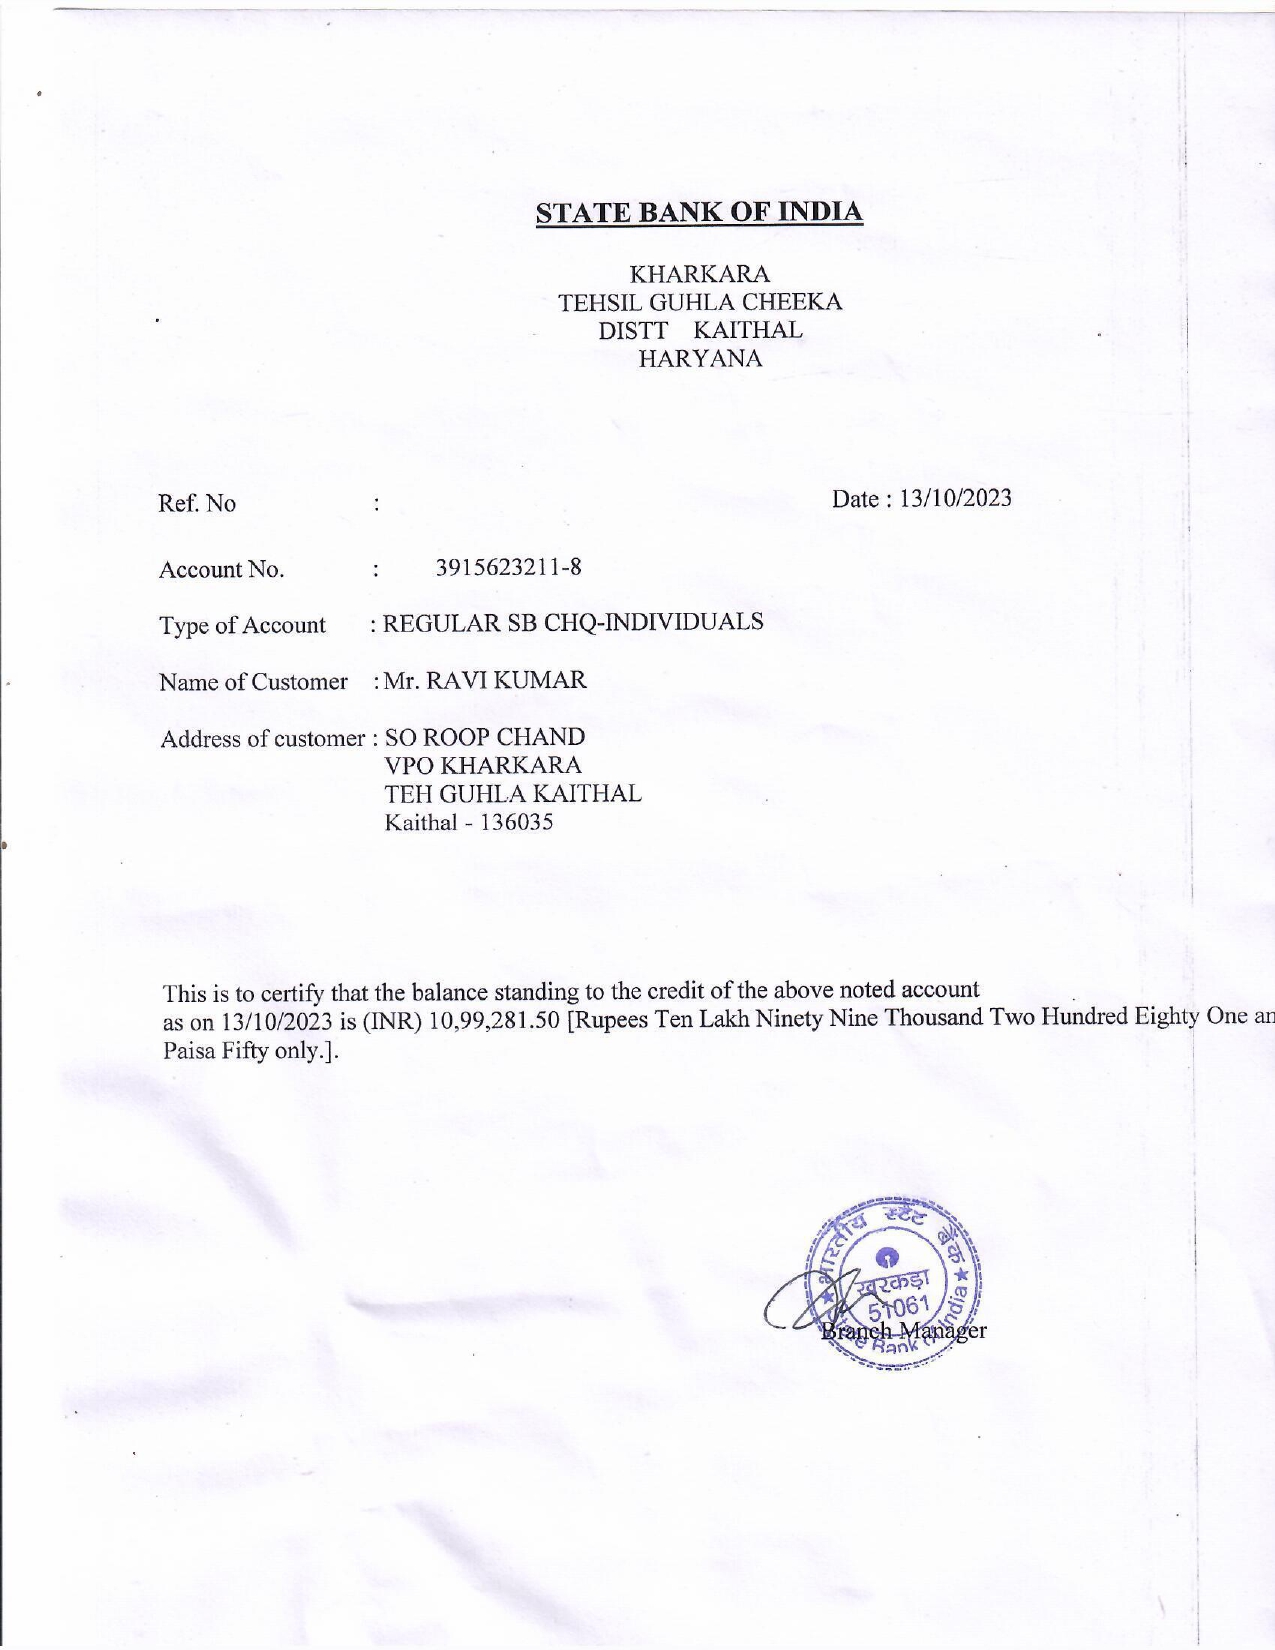 STATE BANK OF INDIA
KHARKARA
TEHSIL GUHLA CHEEKA
DISTT KAITHAL
HARYANA
Ref. No :
Date : 13/10/2023
Account No. : 3915623211-8
Type of Account : REGULAR SB CHQ-INDIVIDUALS
Name of Customer : Mr. RAVI KUMAR
Address of customer : SO ROOP CHAND
VPO KHARKARA
TEH GUHLA KAITHAL
Kaithal - 136035
This is to certify that the balance standing to the credit of the above noted account
as on 13/10/2023 is (INR) 10,99,281.50 [Rupees Ten Lakh Ninety Nine Thousand Two Hundred Eighty One an
Paisa Fifty only.].
भारतीय स्टेट बैंक
खरकड़ा
51061
State Bank of India
Branch Manager